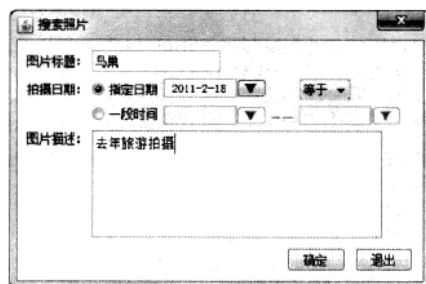 搜索照片
图片标题: 鸟巢
拍摄日期: 指定日期 2011-2-18 等于
一段时间 ——
图片描述: 去年旅游拍摄
确定 退出